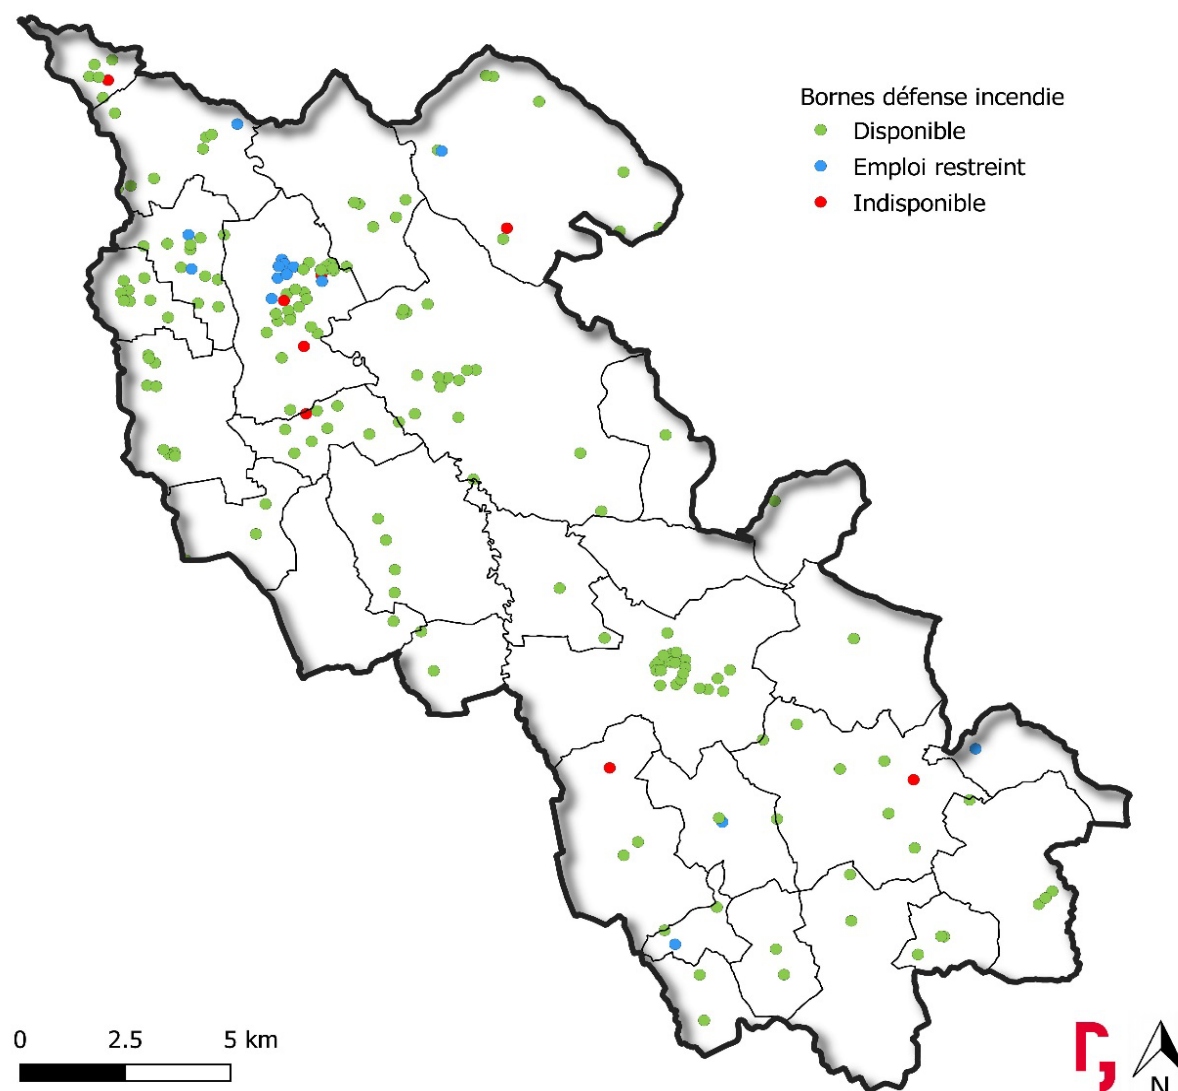 Bornes défense incendie
Disponible
Emploi restreint
Indisponible
0 2.5 5 km
N